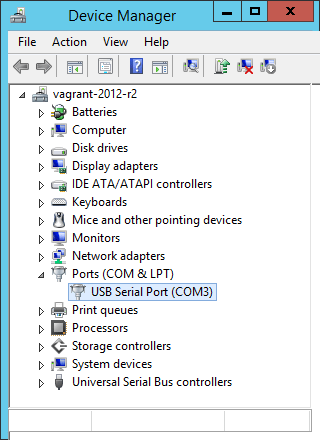 Device Manager
File Action View Help
vagrant-2012-r2
Batteries
Computer
Disk drives
Display adapters
IDE ATA/ATAPI controllers
Keyboards
Mice and other pointing devices
Monitors
Network adapters
Ports (COM & LPT)
USB Serial Port (COM3)
Print queues
Processors
Storage controllers
System devices
Universal Serial Bus controllers